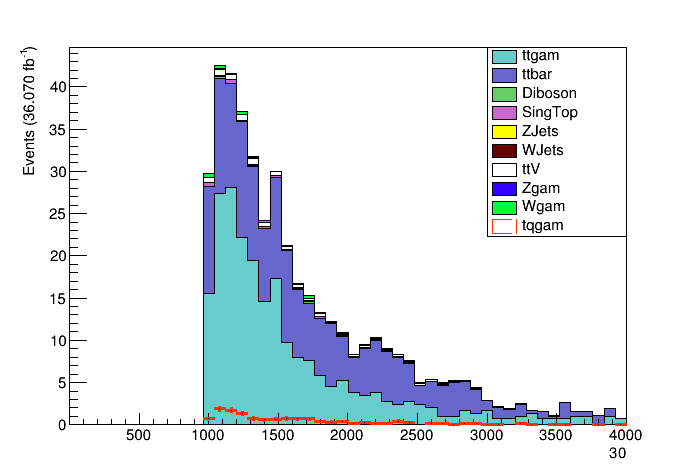 Events (36.070 fb⁻¹)
40
35
30
25
20
15
10
5
0
ttgam
ttbar
Diboson
SingTop
ZJets
WJets
ttV
Zgam
Wgam
tqgam
500 1000 1500 2000 2500 3000 3500 4000
30